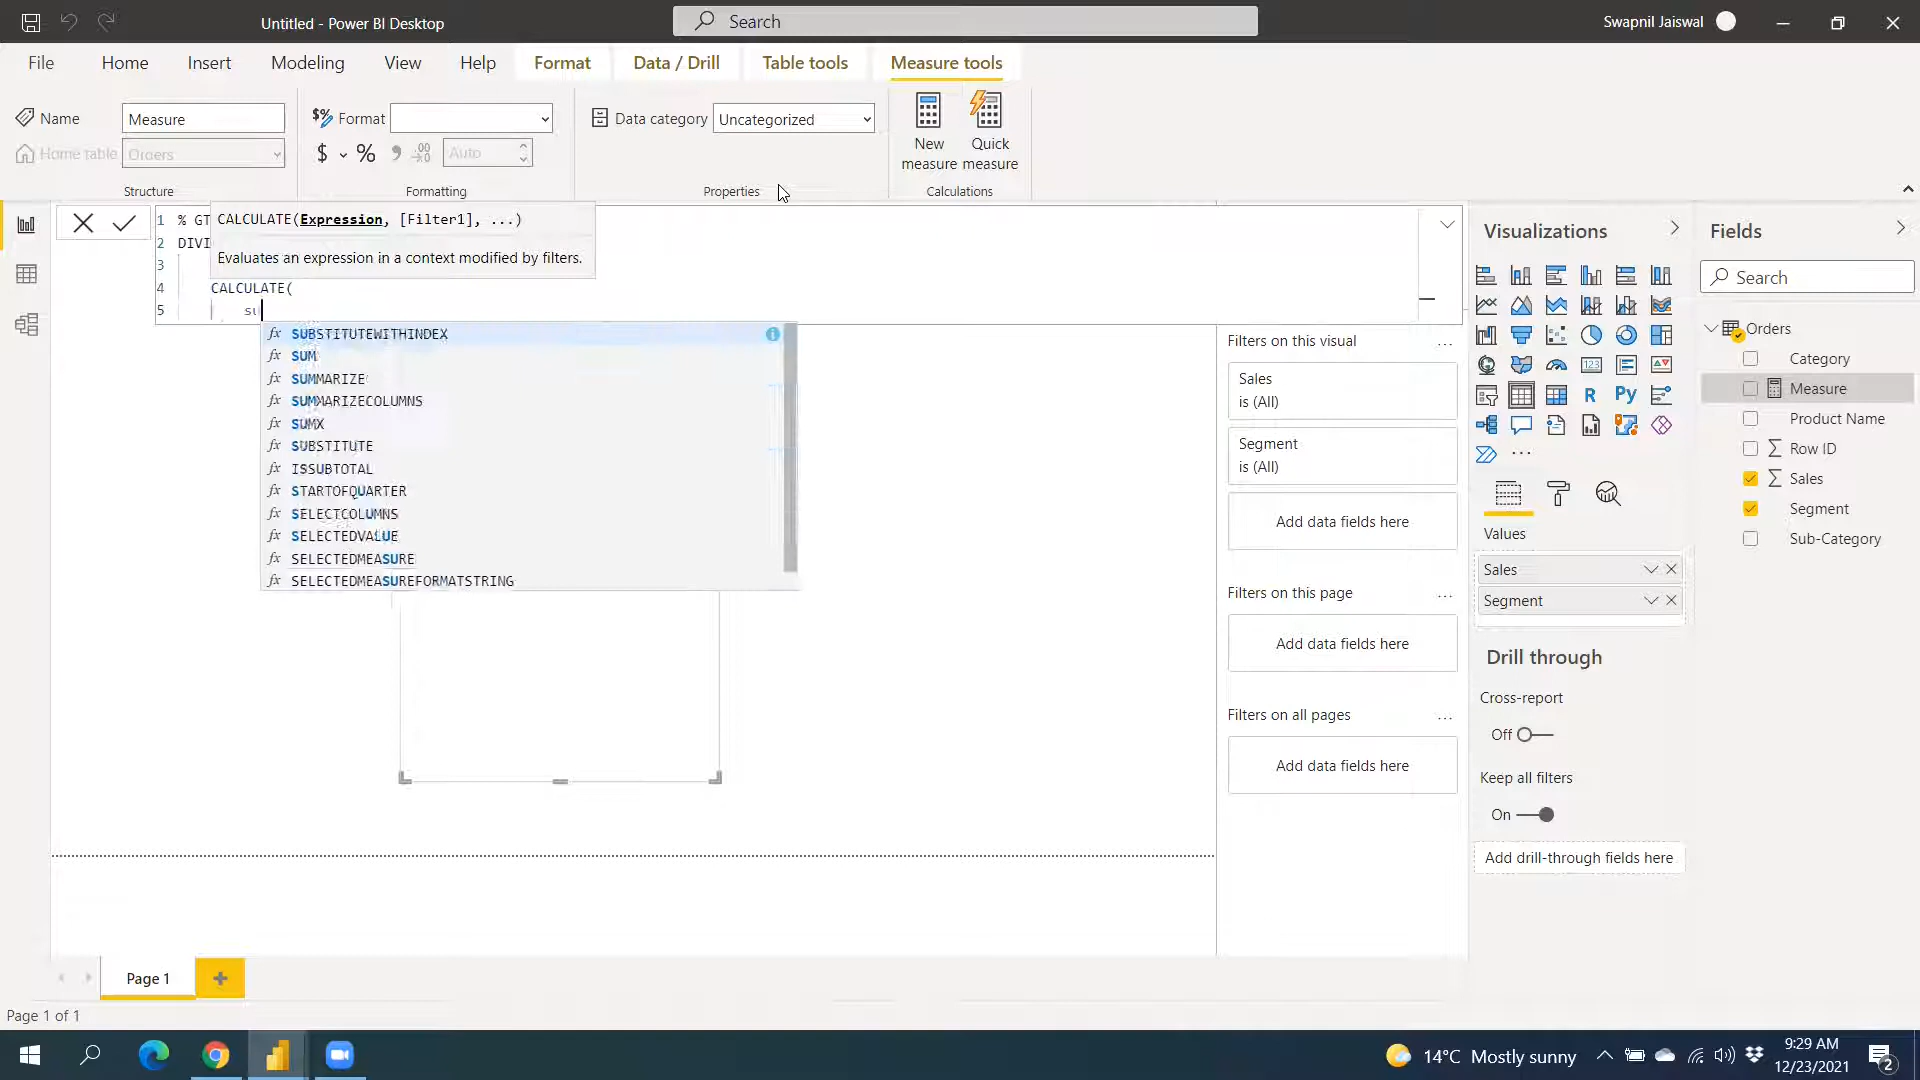 Untitled - Power BI Desktop
Search
Swapnil Jaiswal
File Home Insert Modeling View Help Format Data / Drill Table tools Measure tools
Name Measure
Format
Data category Uncategorized
New measure
Quick measure
Home table Orders
$ % Auto
Structure Formatting Properties Calculations
1 % GT
CALCULATE(Expression, [Filter1], ...)
2 DIVI
Evaluates an expression in a context modified by filters.
3
4 CALCULATE(
5 su
SUBSTITUTEWITHINDEX
SUM
SUMMARIZE
SUMMARIZECOLUMNS
SUMX
SUBSTITUTE
ISSUBTOTAL
STARTOFQUARTER
SELECTCOLUMNS
SELECTEDVALUE
SELECTEDMEASURE
SELECTEDMEASUREFORMATSTRING
Filters on this visual ...
Sales
is (All)
Segment
is (All)
Add data fields here
Filters on this page ...
Add data fields here
Filters on all pages ...
Add data fields here
Visualizations
R Py
...
Values
Sales
Segment
Drill through
Cross-report
Off
Keep all filters
On
Add drill-through fields here
Fields
Search
Orders
Category
Measure
Product Name
Row ID
Sales
Segment
Sub-Category
Page 1
Page 1 of 1
14°C Mostly sunny
9:29 AM
12/23/2021
2